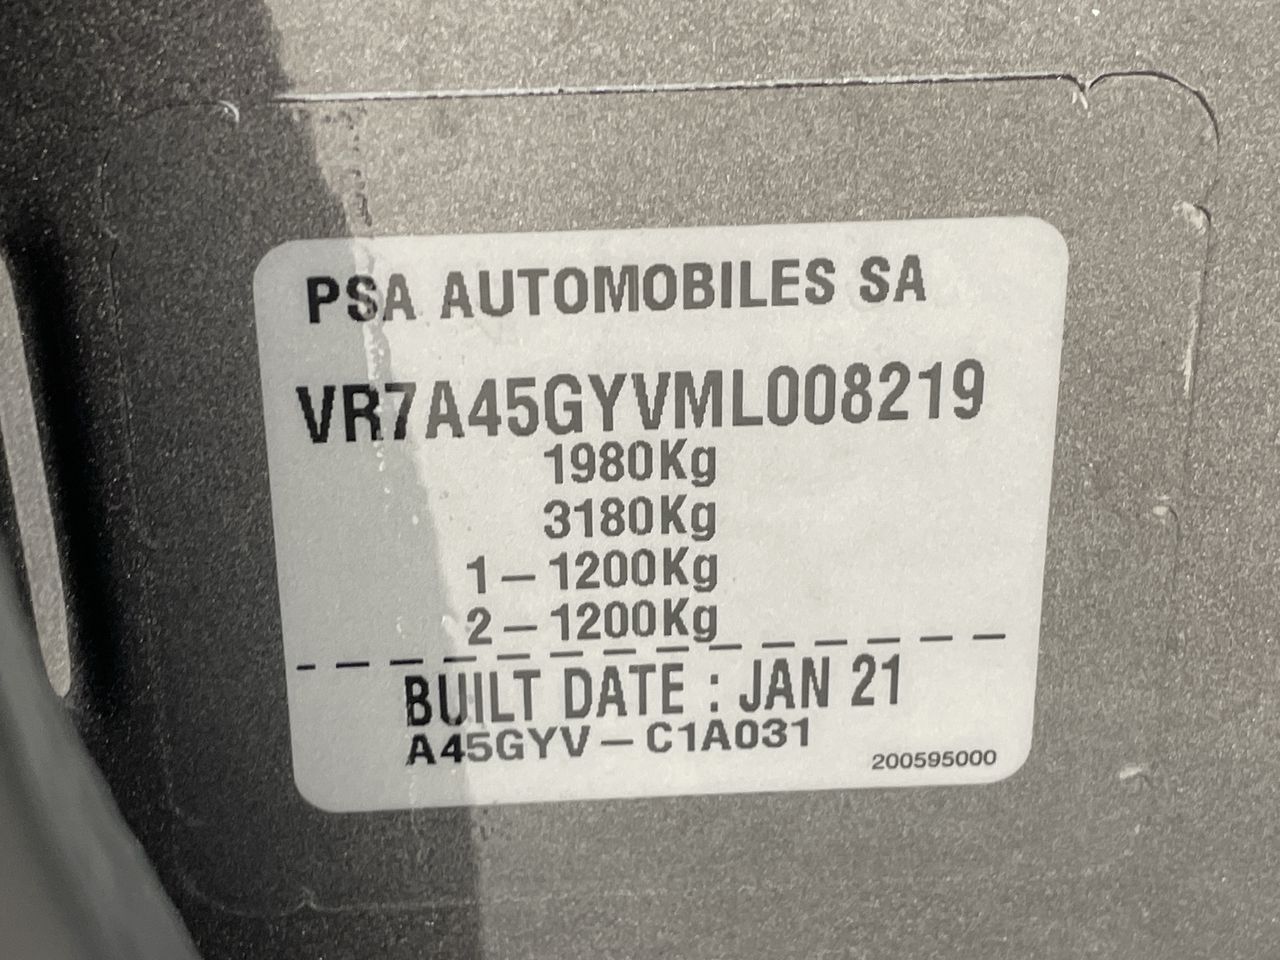 PSA AUTOMOBILES SA
VR7A45GYVML008219
1980Kg
3180Kg
1 – 1200Kg
2 – 1200Kg
BUILT DATE : JAN 21
A45GYV – C1A031
200595000